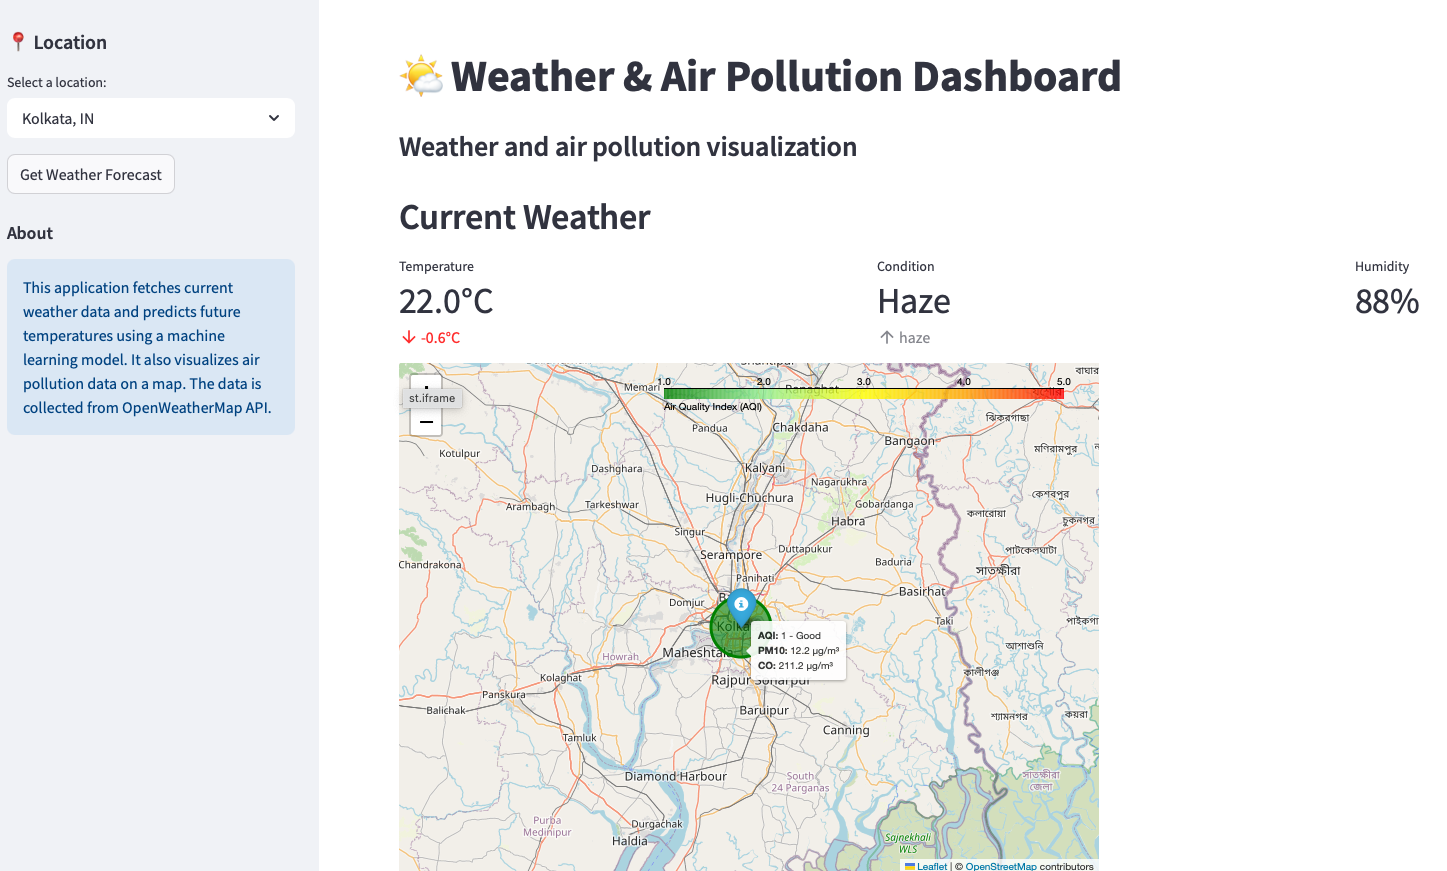 Location
Select a location:
Kolkata, IN
Get Weather Forecast
About
This application fetches current
weather data and predicts future
temperatures using a machine
learning model. It also visualizes air
pollution data on a map. The data is
collected from OpenWeatherMap API.
Weather & Air Pollution Dashboard
Weather and air pollution visualization
Current Weather
Temperature
22.0°C
-0.6°C
Condition
Haze
haze
Humidity
88%
st.iframe
1.0 2.0 3.0 4.0 5.0
Air Quality Index (AQI)
Memari
Ranaghat
Pandua
Chakdaha
Bangaon
ঝিকরগাছা
মণিরামপুর
Kotulpur
Dashghara
Kalyani
Nagarukhra
কেশবপুর
Arambagh
Tarkeshwar
Hugli-Chuchura
Gobardanga
কলারোয়া
চুকনগর
Singur
Habra
Serampore
Duttapukur
পাটকেলঘাটা
Chandrakona
Baduria
সাতক্ষীরা
Panihati
Basirhat
Domjur
Taki
পাইকগা
আশাশুনি
Howrah
Maheshtala
AQI: 1 - Good
PM10: 12.2 µg/m³
CO: 211.2 µg/m³
Kolaghat
Rajpur Sonarpur
কালীগঞ্জ
Panskura
Balichak
Baruipur
শ্যামনগর
কয়রা
Tamluk
Canning
Diamond Harbour
South
24 Parganas
সাতক্ষীরা
জেলা
Purba
Medinipur
Durgachak
Haldia
Sajnekhali
WLS
Leaflet | © OpenStreetMap contributors